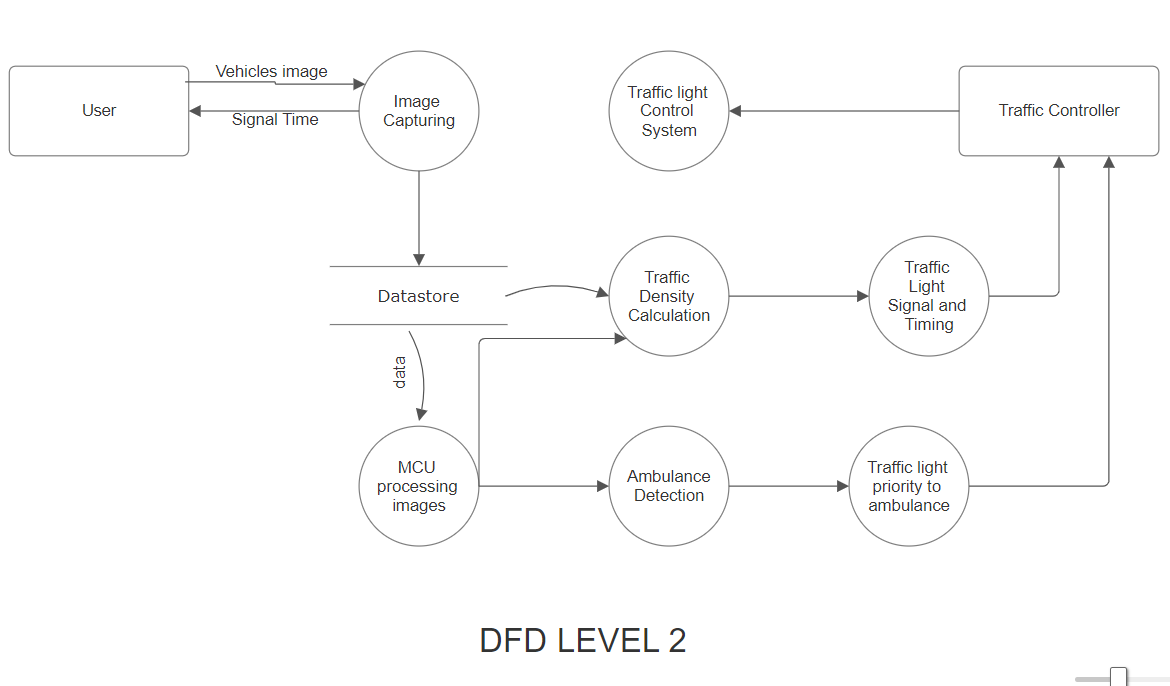 Vehicles image
User
Signal Time
Image
Capturing
Traffic light
Control
System
Traffic Controller
Datastore
Traffic
Density
Calculation
Traffic
Light
Signal and
Timing
data
MCU
processing
images
Ambulance
Detection
Traffic light
priority to
ambulance
DFD LEVEL 2